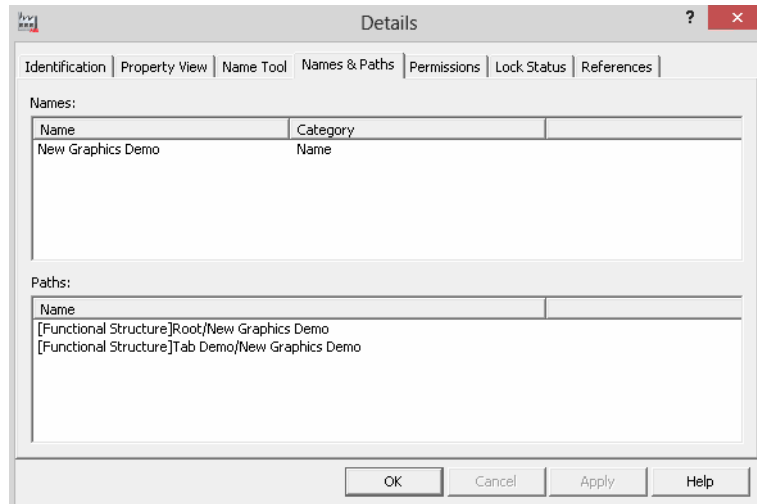 Details
?
Identification Property View Name Tool Names & Paths Permissions Lock Status References
Names:
Name Category
New Graphics Demo Name
Paths:
Name
[Functional Structure]Root/New Graphics Demo
[Functional Structure]Tab Demo/New Graphics Demo
OK Cancel Apply Help